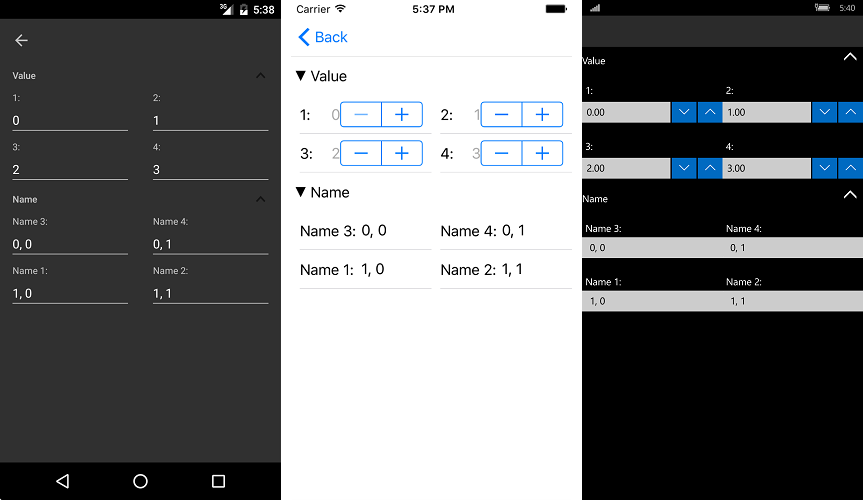 3G 5:38
Value
1: 2:
0 1
3: 4:
2 3
Name
Name 3: Name 4:
0, 0 0, 1
Name 1: Name 2:
1, 0 1, 1
Carrier 5:37 PM
Back
Value
1: 0 − + 2: 1 − +
3: 2 − + 4: 3 − +
Name
Name 3: 0, 0 Name 4: 0, 1
Name 1: 1, 0 Name 2: 1, 1
5:40
Value
1: 2:
0.00 1.00
3: 4:
2.00 3.00
Name
Name 3: Name 4:
0, 0 0, 1
Name 1: Name 2:
1, 0 1, 1